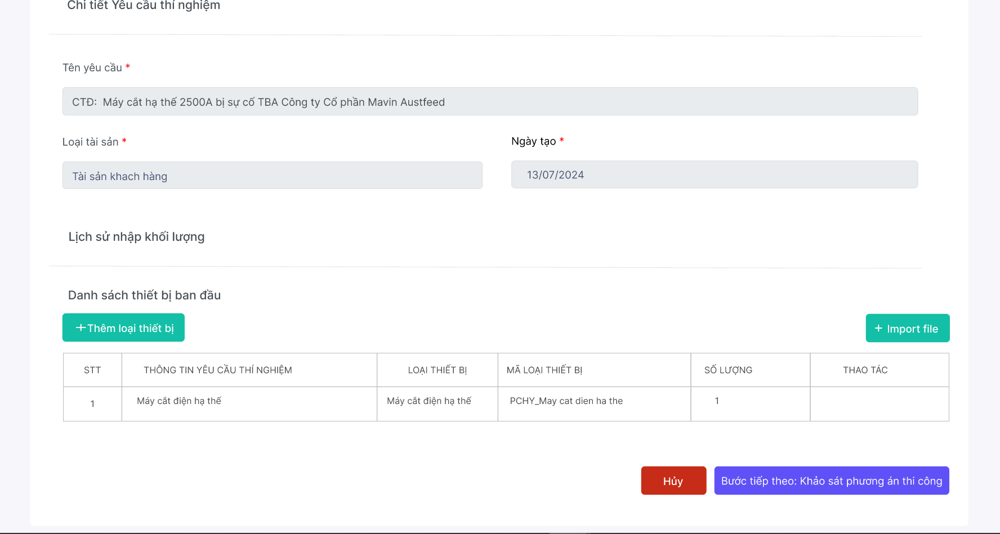 Chi tiết Yêu cầu thí nghiệm
Tên yêu cầu *
CTĐ: Máy cắt hạ thế 2500A bị sự cố TBA Công ty Cổ phần Mavin Austfeed
Loại tài sản *
Ngày tạo *
Tài sản khach hàng
13/07/2024
Lịch sử nhập khối lượng
Danh sách thiết bị ban đầu
+Thêm loại thiết bị
+ Import file
STT THÔNG TIN YÊU CẦU THÍ NGHIỆM LOẠI THIẾT BỊ MÃ LOẠI THIẾT BỊ SỐ LƯỢNG THAO TÁC
1 Máy cắt điện hạ thế Máy cắt điện hạ thế PCHY_May cat dien ha the 1
Hủy
Bước tiếp theo: Khảo sát phương án thi công